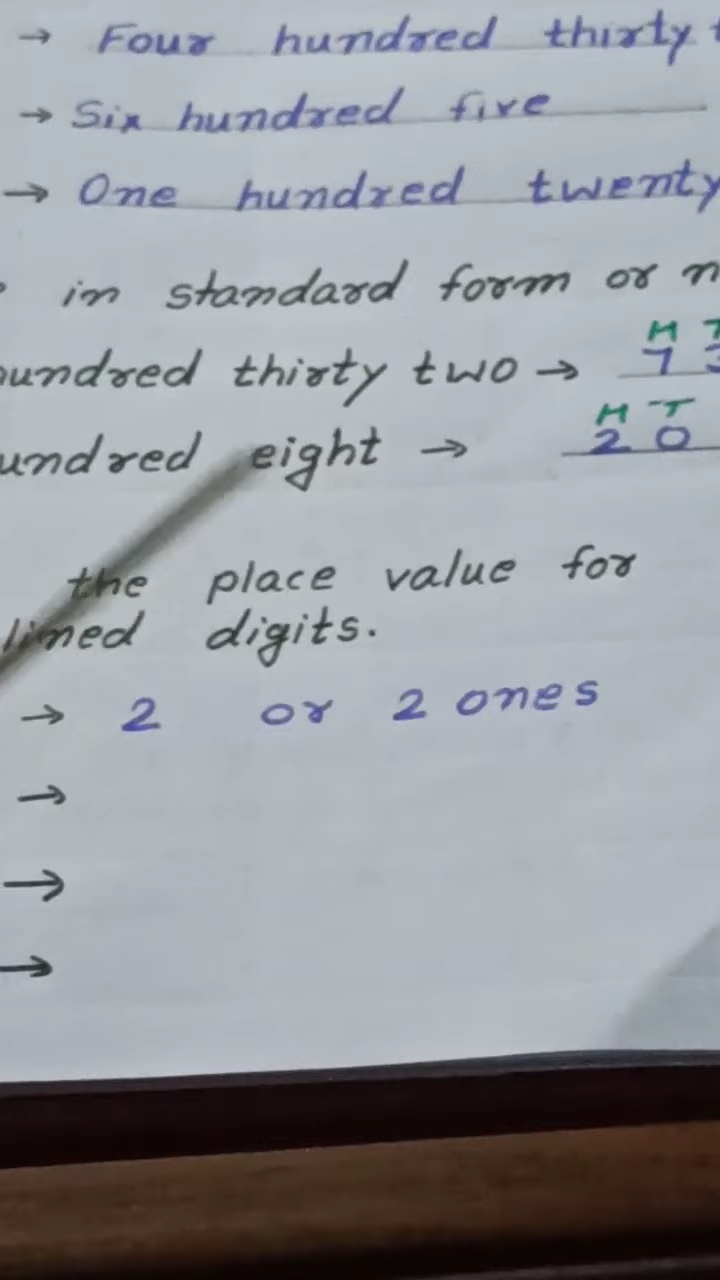 → Four hundred thirty
→ Six hundred five
→ One hundred twenty
in standard form or
hundred thirty two → 7 3
H T
hundred eight → 2 0
H T
the place value for
lined digits.
→ 2 or 2 ones
→
→
→